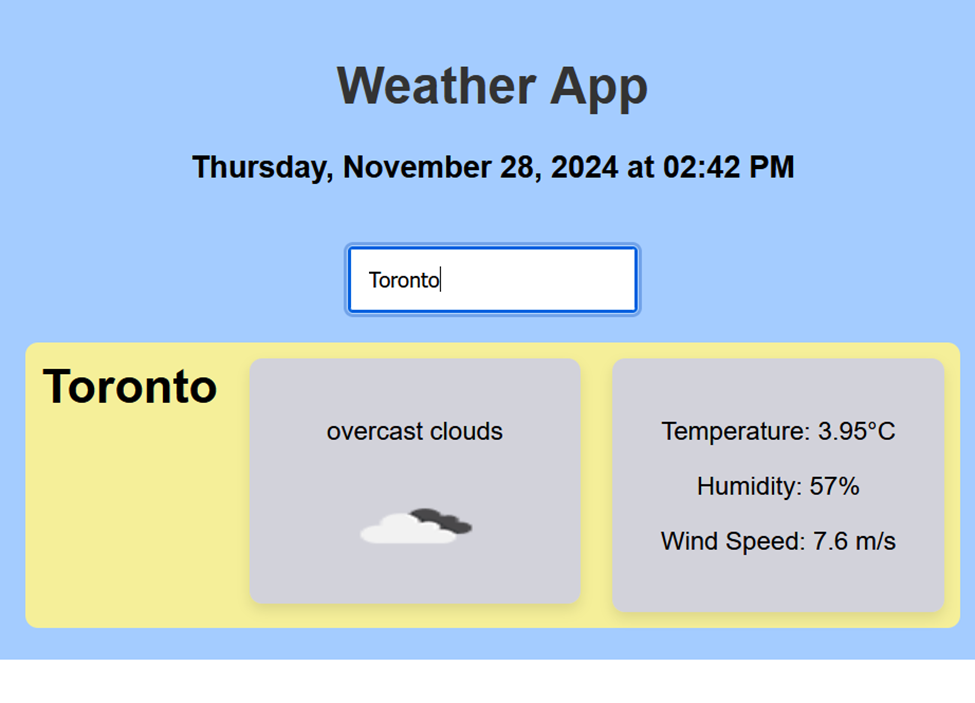 Weather App
Thursday, November 28, 2024 at 02:42 PM
Toronto
Toronto
overcast clouds
Temperature: 3.95°C
Humidity: 57%
Wind Speed: 7.6 m/s